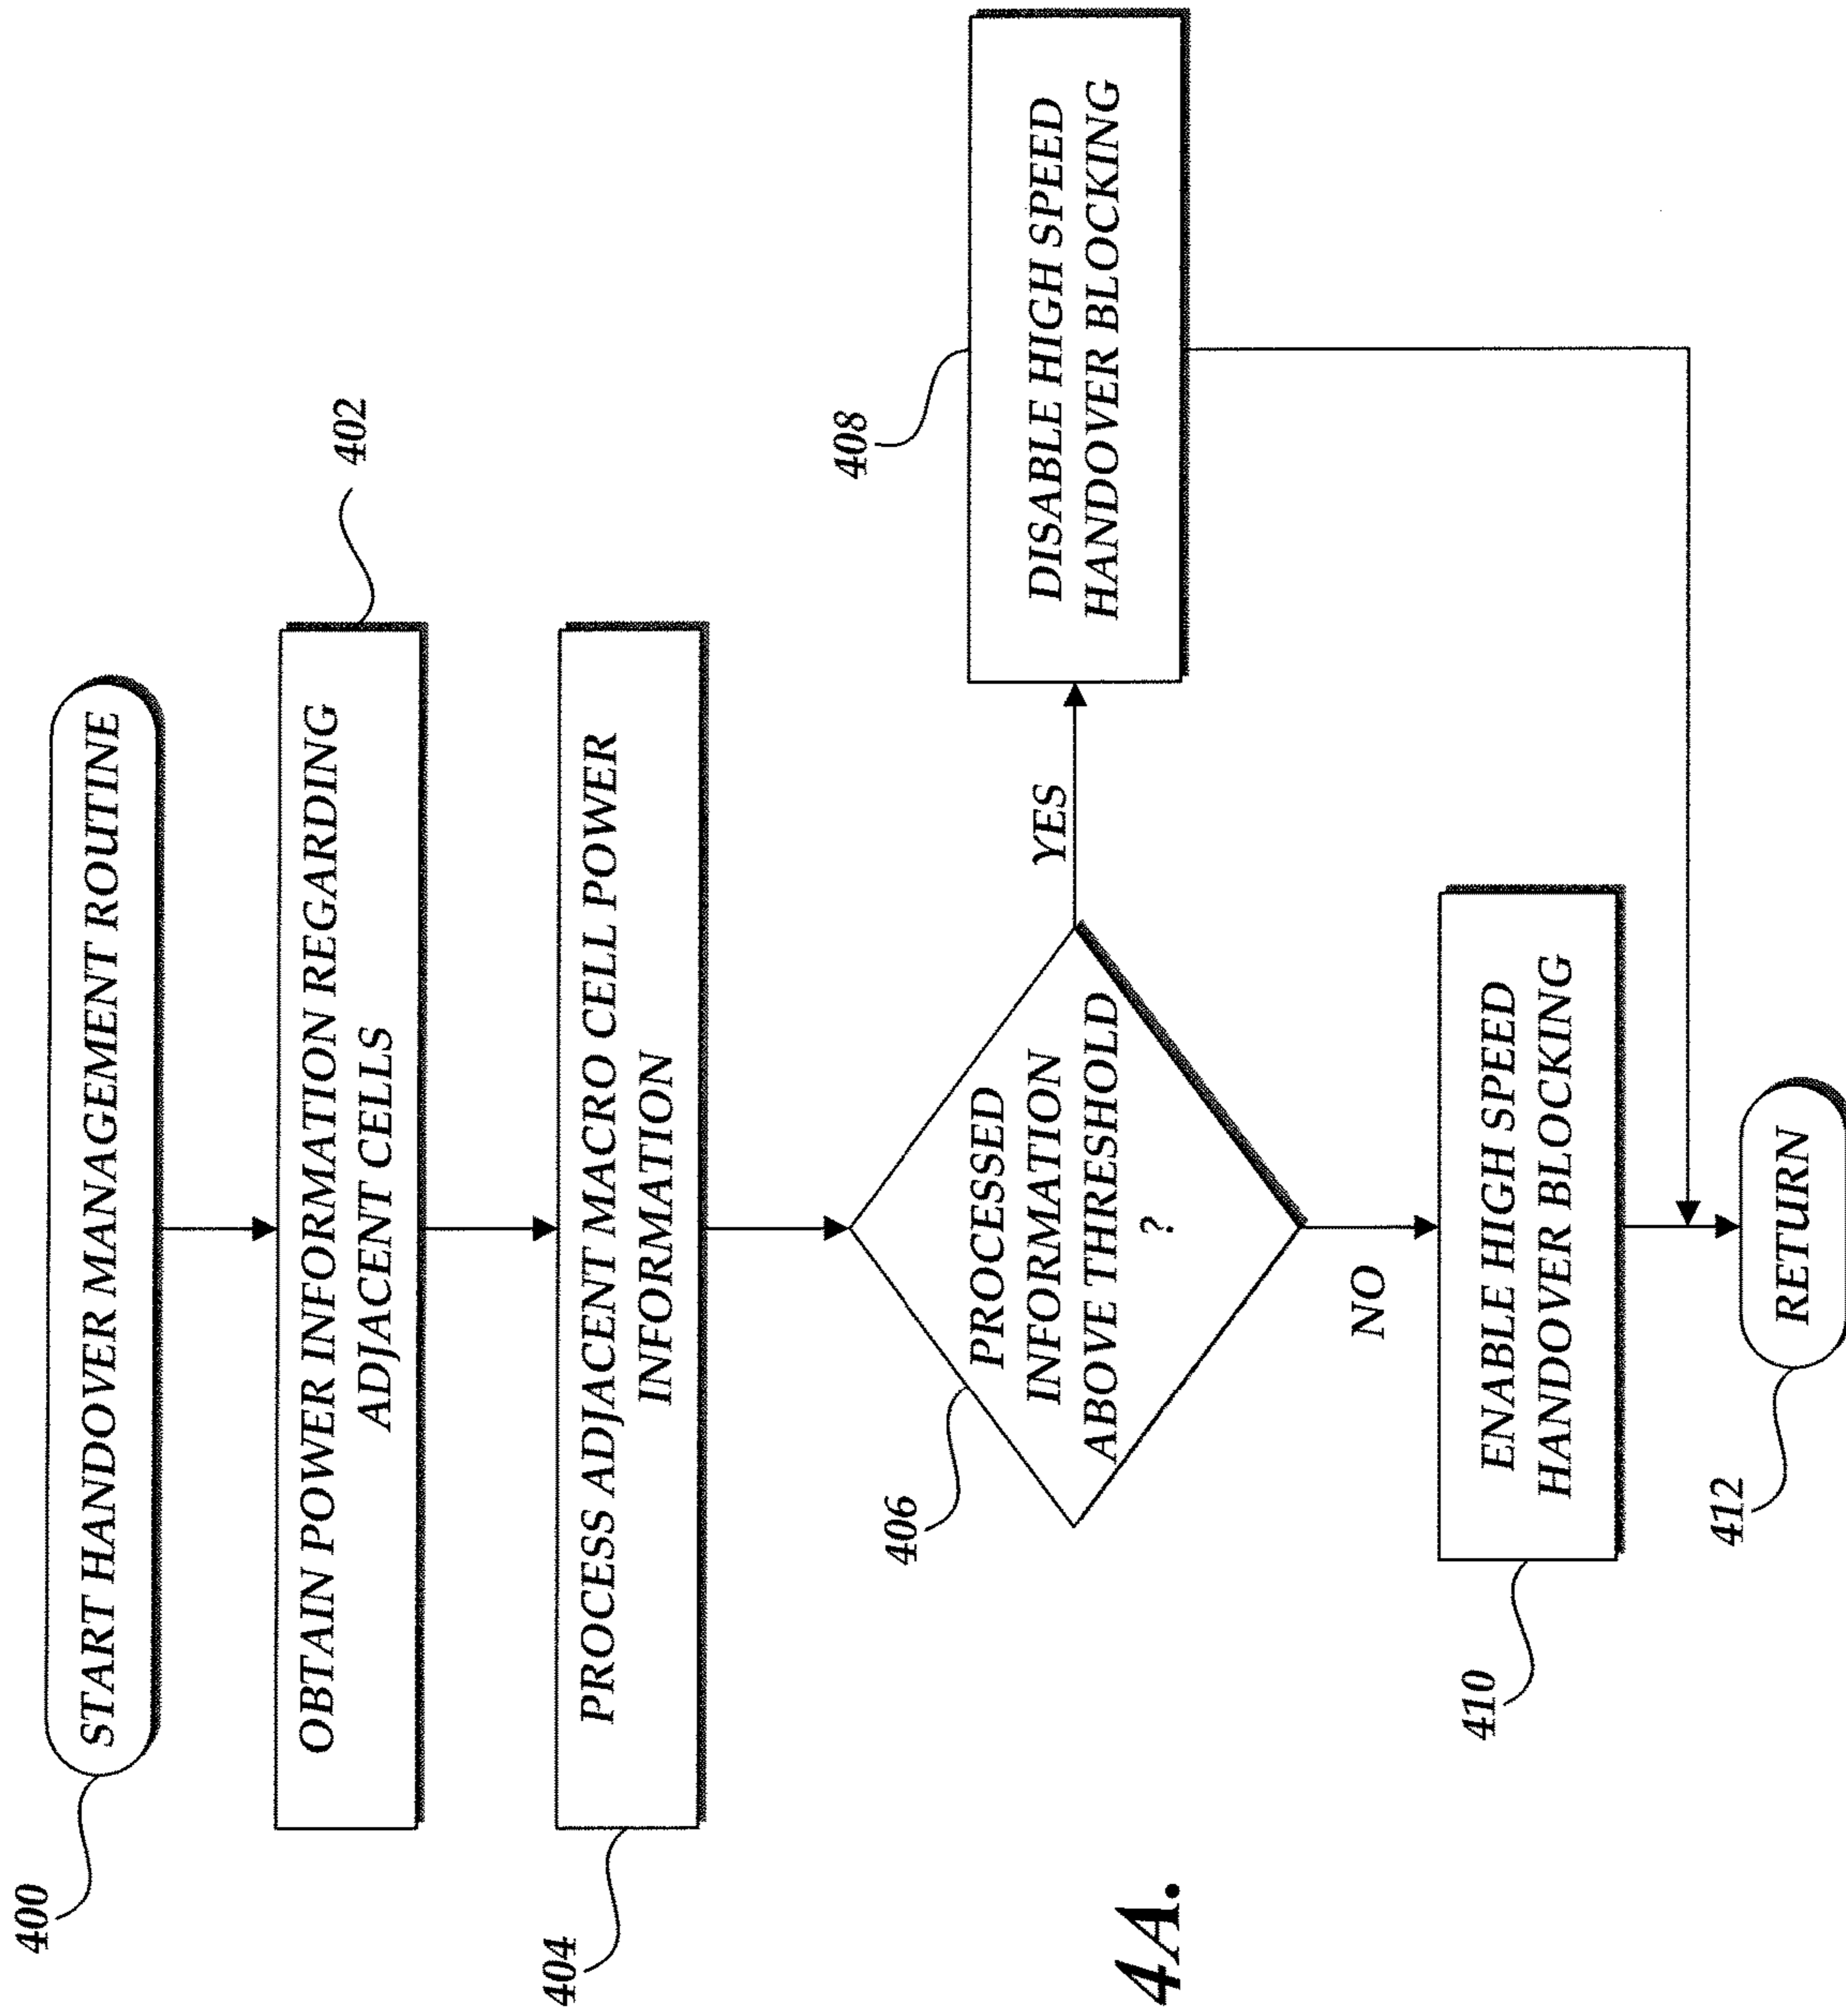 400
START HANDOVER MANAGEMENT ROUTINE
402
OBTAIN POWER INFORMATION REGARDING
ADJACENT CELLS
404
PROCESS ADJACENT MACRO CELL POWER
INFORMATION
406
PROCESSED
INFORMATION
ABOVE THRESHOLD
?
YES
408
DISABLE HIGH SPEED
HANDOVER BLOCKING
NO
410
ENABLE HIGH SPEED
HANDOVER BLOCKING
412
RETURN
4A.